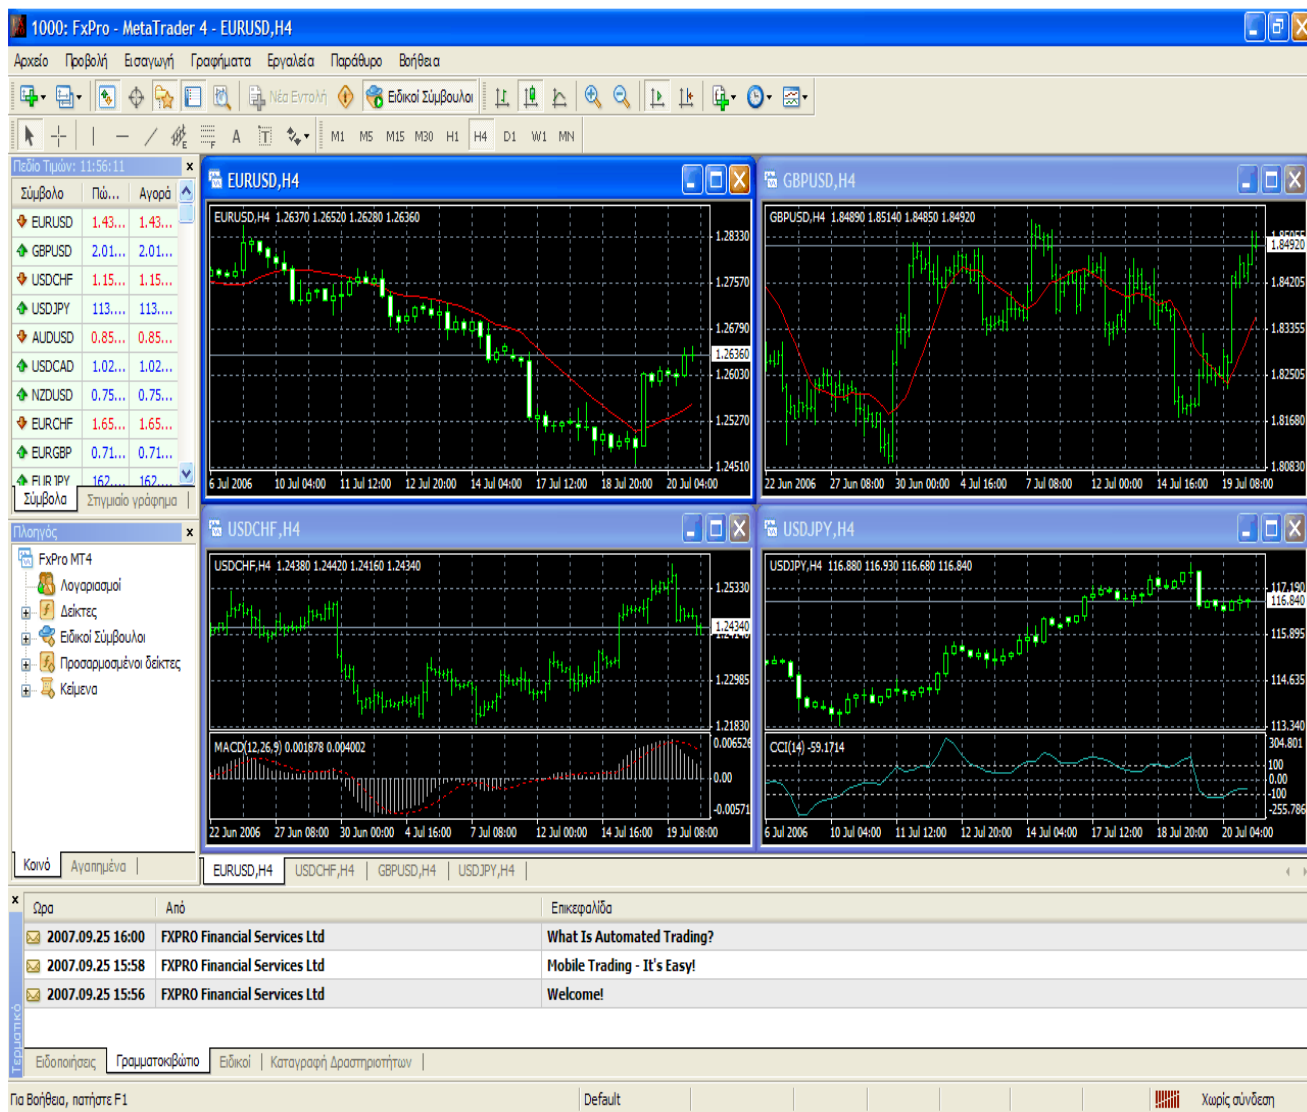 1000: FxPro - MetaTrader 4 - EURUSD,H4
Αρχείο Προβολή Εισαγωγή Γραφήματα Εργαλεία Παράθυρο Βοήθεια
Νέα Εντολή Ειδικοί Σύμβουλοι
A T M1 M5 M15 M30 H1 H4 D1 W1 MN
Πεδίο Τιμών: 11:56:11
Σύμβολο Πώ... Αγορά
EURUSD 1.43... 1.43...
GBPUSD 2.01... 2.01...
USDCHF 1.15... 1.15...
USDJPY 113.... 113....
AUDUSD 0.85... 0.85...
USDCAD 1.02... 1.02...
NZDUSD 0.75... 0.75...
EURCHF 1.65... 1.65...
EURGBP 0.71... 0.71...
EURJPY 162.... 162....
Σύμβολα Στιγμιαίο γράφημα
Πλοηγός
FxPro MT4
Λογαριασμοί
Δείκτες
Ειδικοί Σύμβουλοι
Προσαρμοσμένοι δείκτες
Κείμενα
Κοινό Αγαπημένα
EURUSD,H4
EURUSD,H4 1.26370 1.26520 1.26280 1.26360
1.28330
1.27570
1.26790
1.26360
1.26030
1.25270
1.24510
6 Jul 2006 10 Jul 04:00 11 Jul 12:00 12 Jul 20:00 14 Jul 04:00 17 Jul 12:00 18 Jul 20:00 20 Jul 04:00
GBPUSD,H4
GBPUSD,H4 1.84890 1.85140 1.84850 1.84920
1.85055
1.84920
1.84205
1.83355
1.82505
1.81680
1.80830
22 Jun 2006 27 Jun 08:00 30 Jun 00:00 4 Jul 16:00 7 Jul 08:00 12 Jul 00:00 14 Jul 16:00 19 Jul 08:00
USDCHF,H4
USDCHF,H4 1.24380 1.24420 1.24160 1.24340
1.25330
1.24340
1.22985
1.21830
MACD(12,26,9) 0.001878 0.004002
0.006526
0.00
-0.00571
22 Jun 2006 27 Jun 08:00 30 Jun 00:00 4 Jul 16:00 7 Jul 08:00 12 Jul 00:00 14 Jul 16:00 19 Jul 08:00
USDJPY,H4
USDJPY,H4 116.880 116.930 116.680 116.840
117.190
116.840
115.895
114.635
113.340
CCI(14) -59.1714
304.801
100
0.00
-100
-255.786
6 Jul 2006 10 Jul 04:00 11 Jul 12:00 12 Jul 20:00 14 Jul 04:00 17 Jul 12:00 18 Jul 20:00 20 Jul 04:00
EURUSD,H4 USDCHF,H4 GBPUSD,H4 USDJPY,H4
Ώρα Από Επικεφαλίδα
2007.09.25 16:00 FXPRO Financial Services Ltd What Is Automated Trading?
2007.09.25 15:58 FXPRO Financial Services Ltd Mobile Trading - It's Easy!
2007.09.25 15:56 FXPRO Financial Services Ltd Welcome!
Τερματικό
Ειδοποιήσεις Γραμματοκιβώτιο Ειδικοί Καταγραφή Δραστηριοτήτων
Για Βοήθεια, πατήστε F1 Default Χωρίς σύνδεση